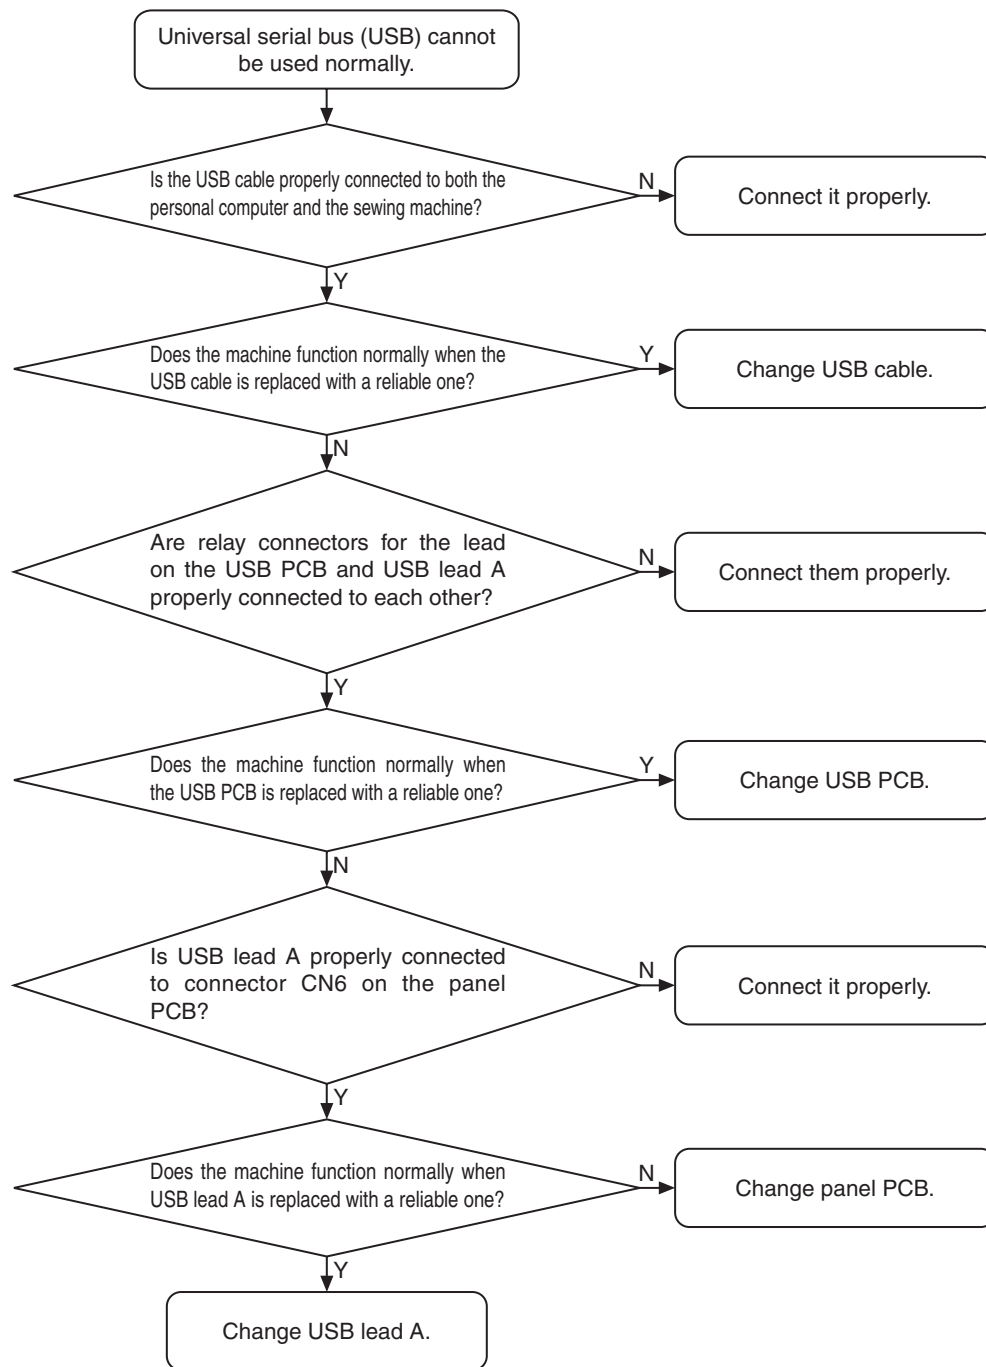 Universal serial bus (USB) cannot
be used normally.
Is the USB cable properly connected to both the
personal computer and the sewing machine?
N
Connect it properly.
Y
Does the machine function normally when the
USB cable is replaced with a reliable one?
Y
Change USB cable.
N
Are relay connectors for the lead
on the USB PCB and USB lead A
properly connected to each other?
N
Connect them properly.
Y
Does the machine function normally when
the USB PCB is replaced with a reliable one?
Y
Change USB PCB.
N
Is USB lead A properly connected
to connector CN6 on the panel
PCB?
N
Connect it properly.
Y
Does the machine function normally when
USB lead A is replaced with a reliable one?
N
Change panel PCB.
Y
Change USB lead A.